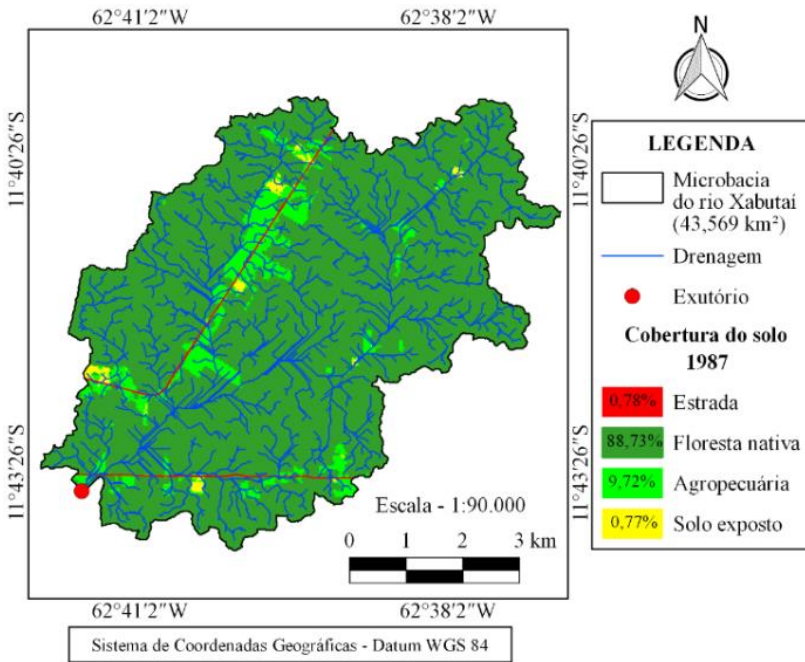 62°41'2"W
62°38'2"W
N
11°40'26"S
11°40'26"S
LEGENDA
Microbacia
do rio Xabutaí
(43,569 km²)
Drenagem
Exutório
Cobertura do solo
1987
0,78% Estrada
88,73% Floresta nativa
9,72% Agropecuária
0,77% Solo exposto
11°43'26"S
11°43'26"S
Escala - 1:90.000
0 1 2 3 km
62°41'2"W
62°38'2"W
Sistema de Coordenadas Geográficas - Datum WGS 84